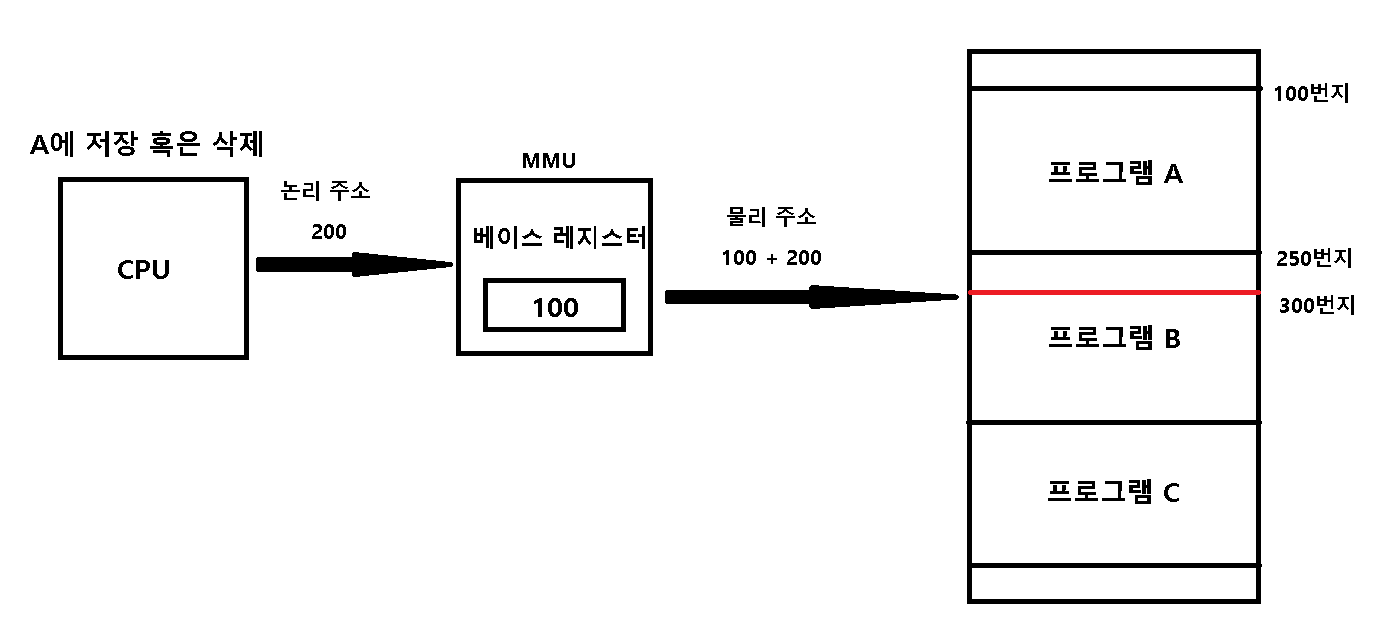 A에 저장 혹은 삭제
CPU
논리 주소
200
MMU
베이스 레지스터
100
물리 주소
100 + 200
100번지
프로그램 A
250번지
300번지
프로그램 B
프로그램 C